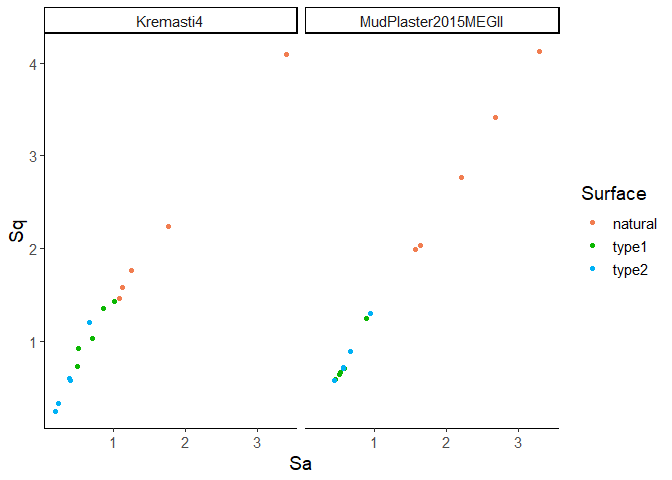 Kremasti4
MudPlaster2015MEGII
4
3
2
1
Sq
1
2
3
1
2
3
Sa
Surface
natural
type1
type2